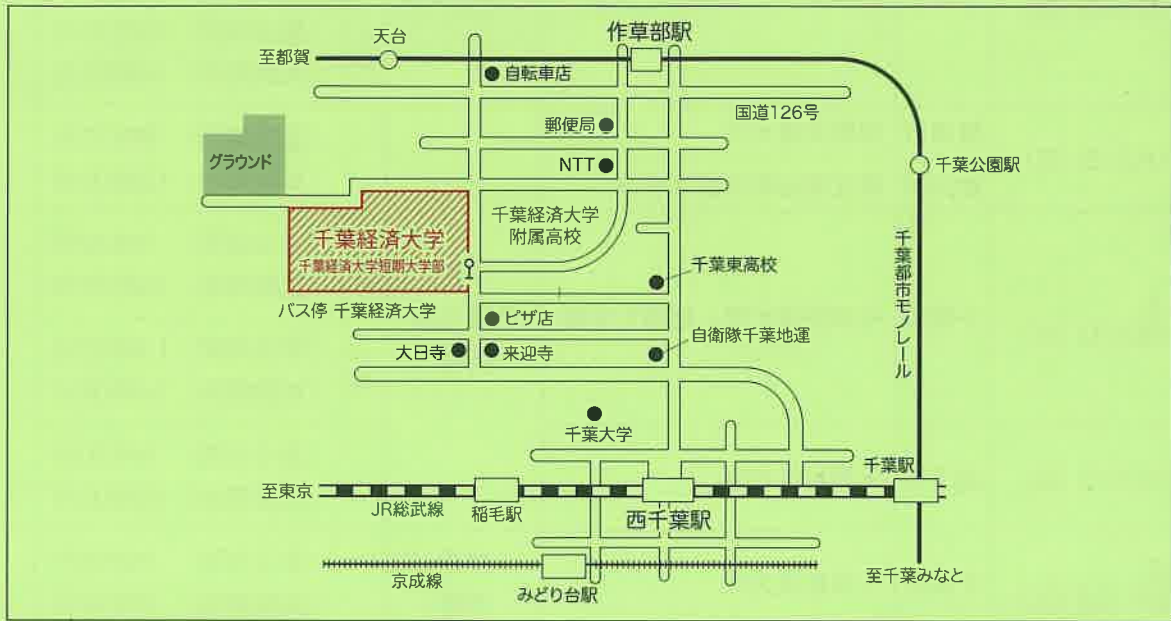 作草部駅
天台
至都賀
自転車店
国道126号
郵便局
グラウンド
NTT
千葉公園駅
千葉経済大学
附属高校
千葉経済大学
千葉経済大学短期大学部
千葉東高校
千葉都市モノレール
バス停 千葉経済大学
ピザ店
自衛隊千葉地運
大日寺
来迎寺
千葉大学
千葉駅
至東京
JR総武線
稲毛駅
西千葉駅
京成線
みどり台駅
至千葉みなと